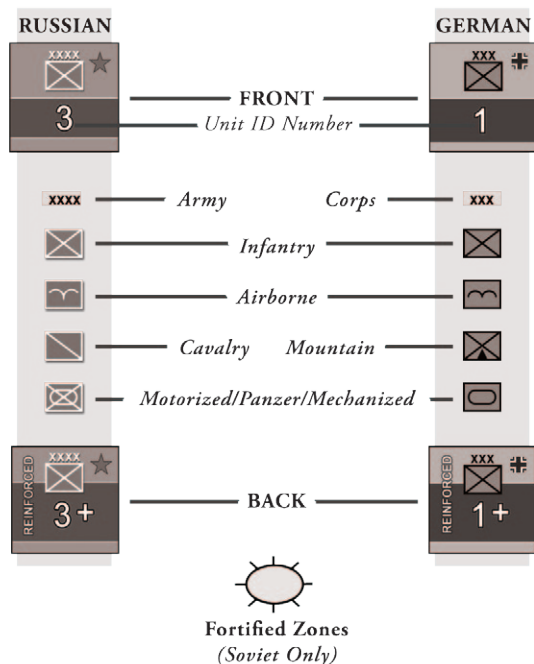 RUSSIAN GERMAN
XXXX XXX
FRONT
3 Unit ID Number 1
XXXX Army Corps XXX
Infantry
Airborne
Cavalry Mountain
Motorized/Panzer/Mechanized
XXXX XXX
REINFORCED REINFORCED
BACK
3+ 1+
Fortified Zones
(Soviet Only)